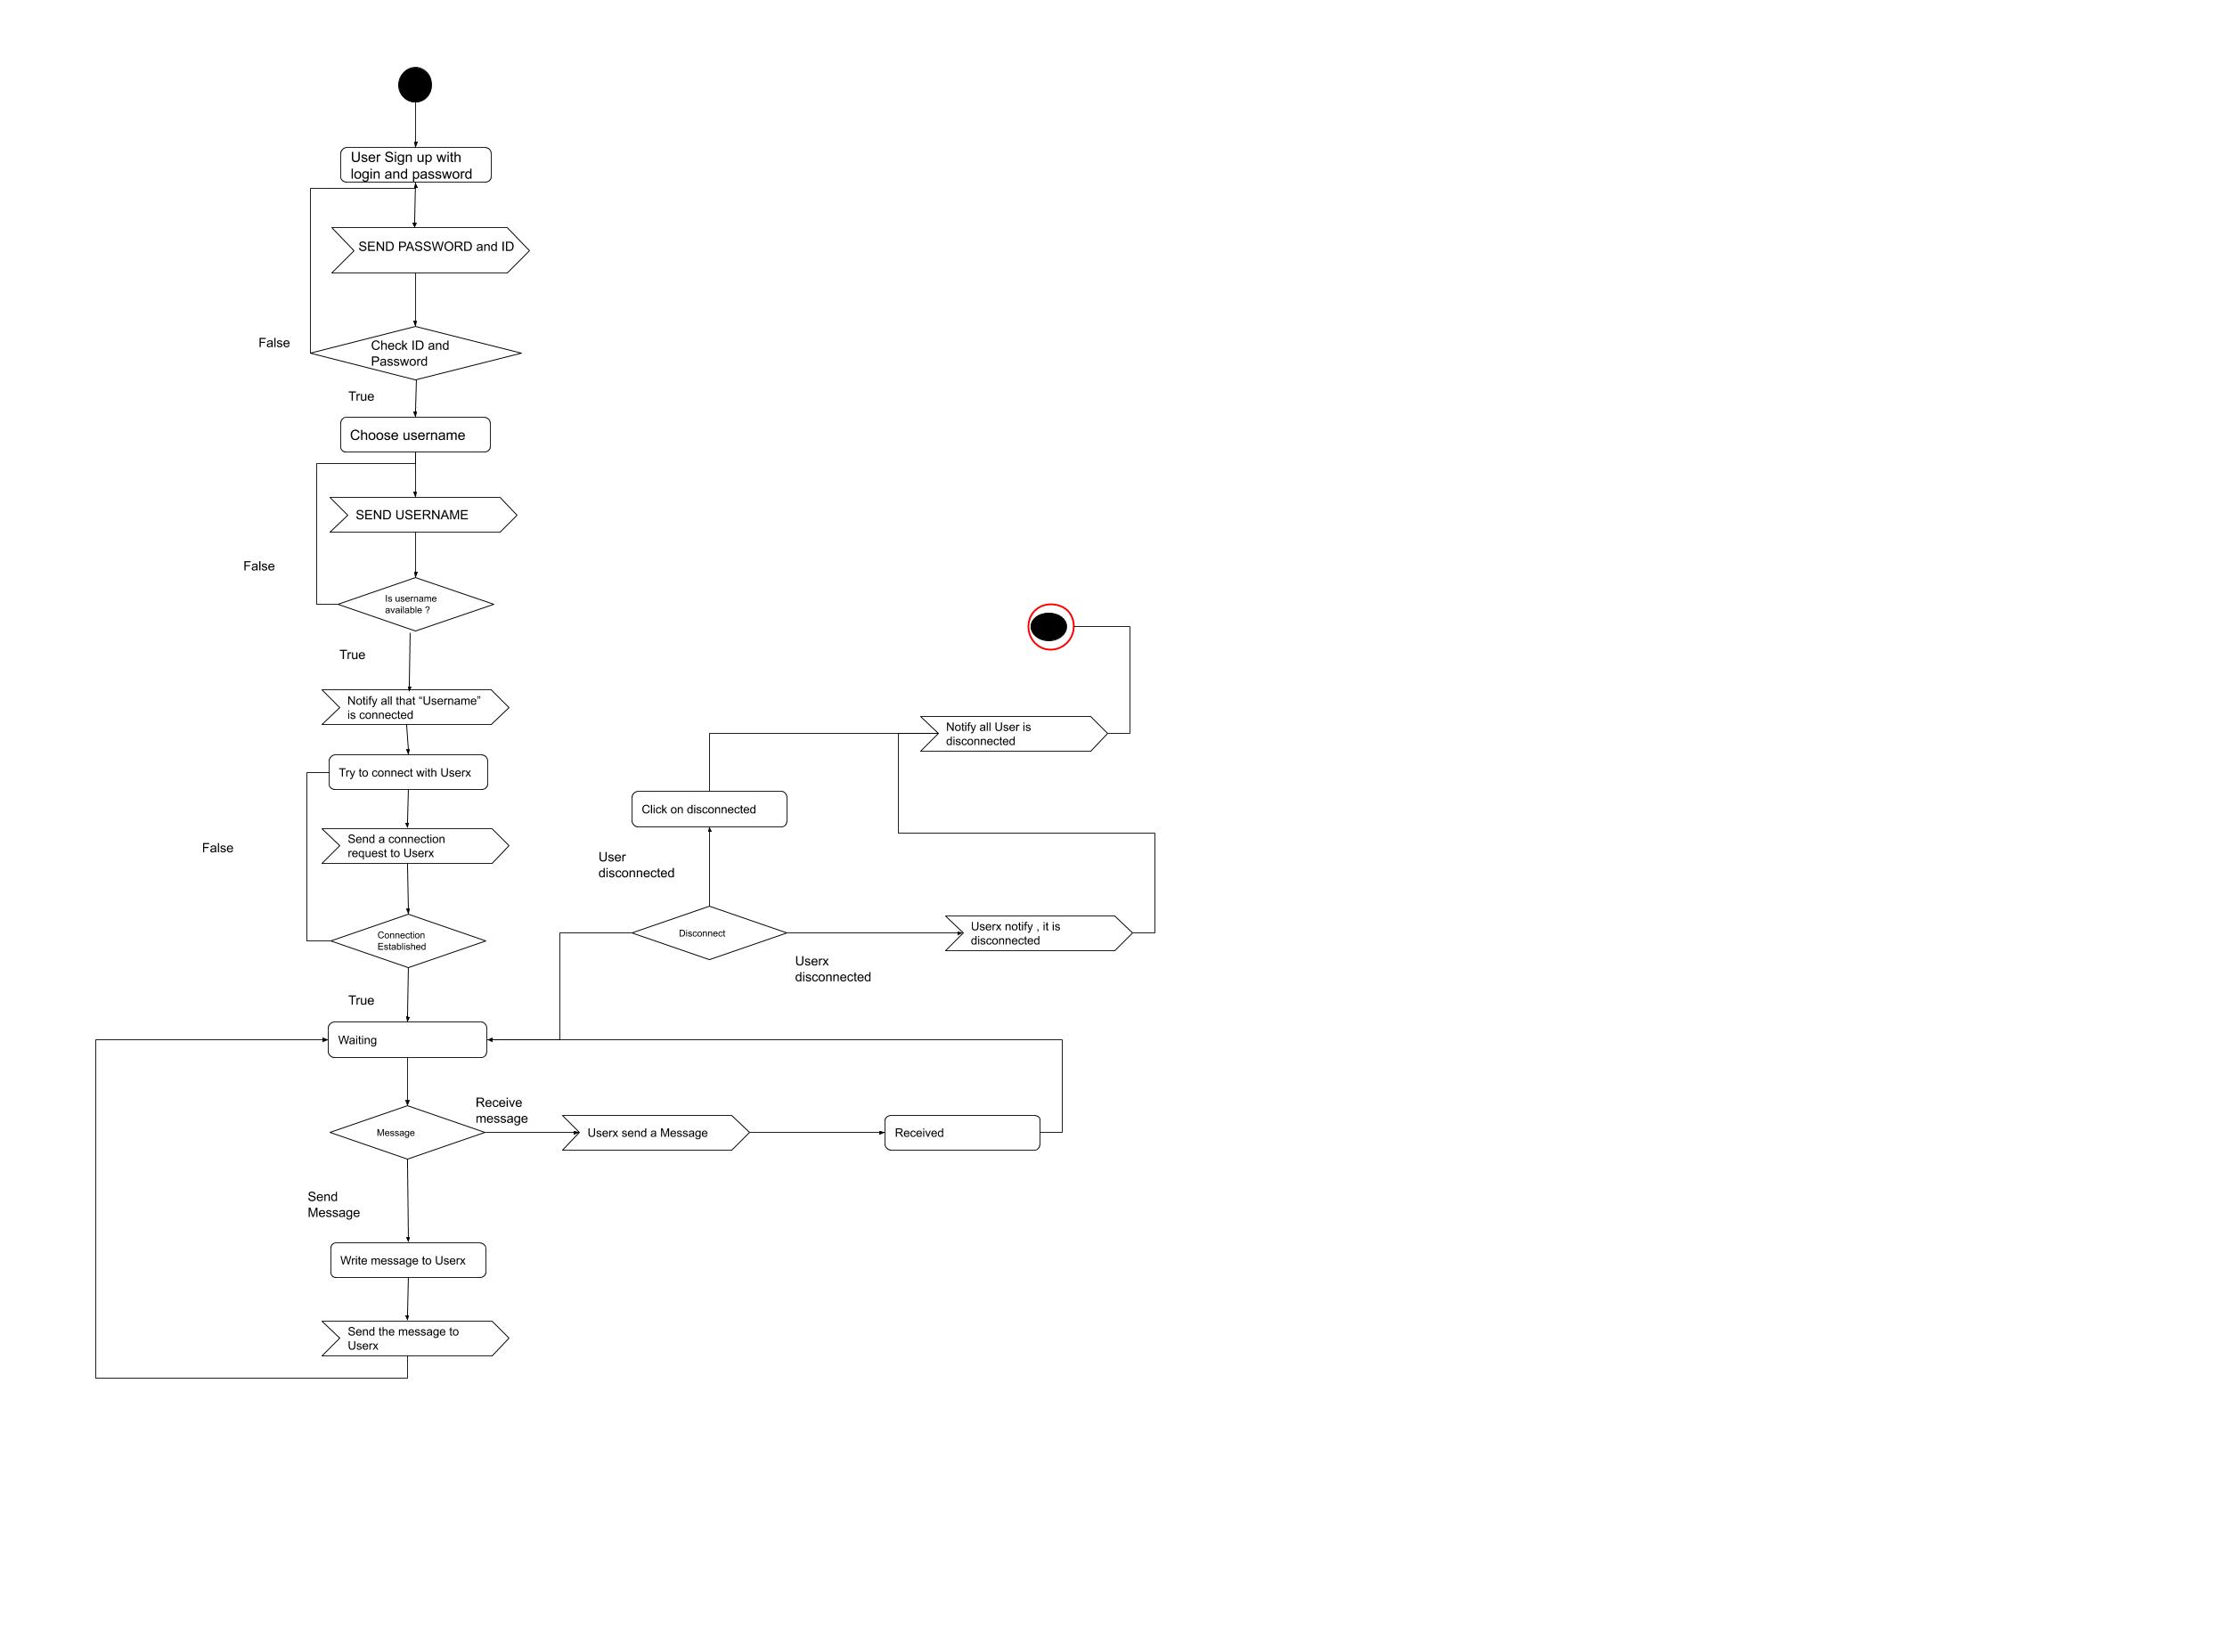 User Sign up with
login and password
SEND PASSWORD and ID
False
Check ID and
Password
True
Choose username
SEND USERNAME
False
Is username
available ?
True
Notify all that “Username”
is connected
Try to connect with Userx
False
Send a connection
request to Userx
Connection
Established
True
Waiting
Message
Receive
message
Userx send a Message
Received
Send
Message
Write message to Userx
Send the message to
Userx
Notify all User is
disconnected
Click on disconnected
User
disconnected
Disconnect
Userx
disconnected
Userx notify , it is
disconnected